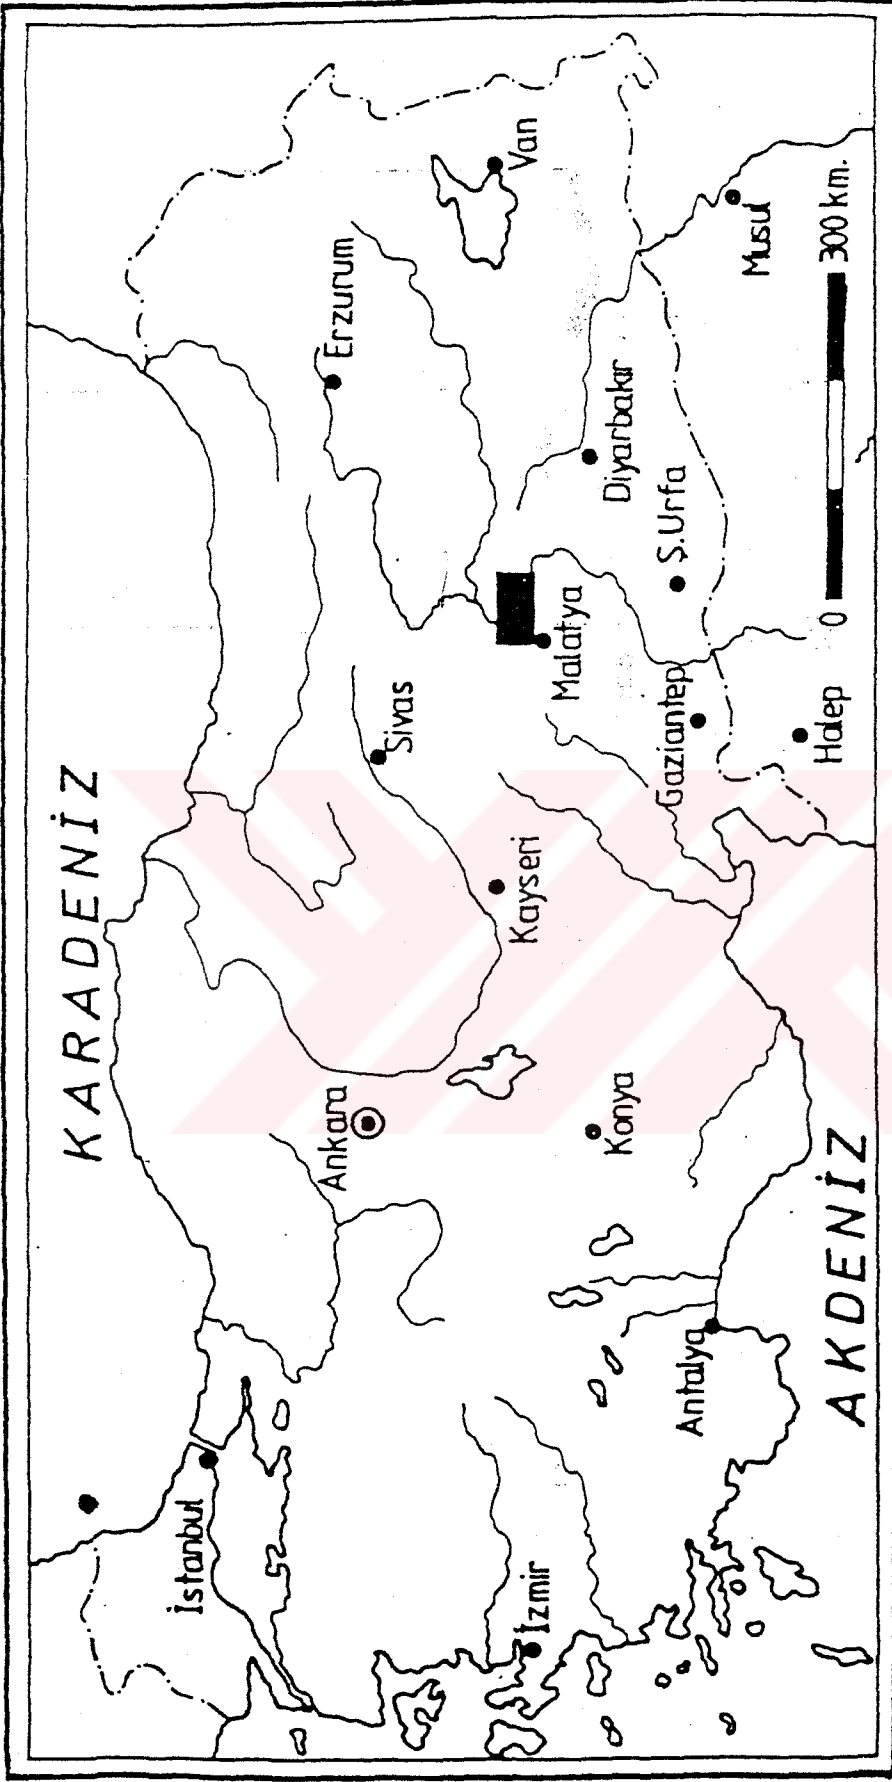 KARADENİZ
İstanbul
Ankara
Sivas
Erzurum
Van
Kayseri
Malatya
Diyarbakır
İzmir
Konya
Ş.Urfa
Gaziantep
Antalya
Musul
Halep
AKDENİZ
0 300 km.